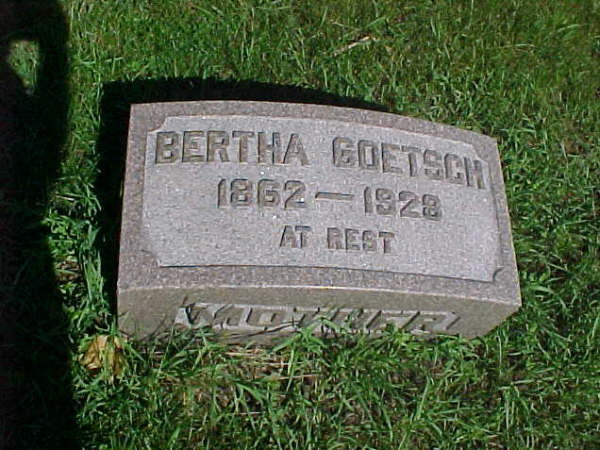 BERTHA GOETSCH
1862 — 1928
AT REST
MOTHER